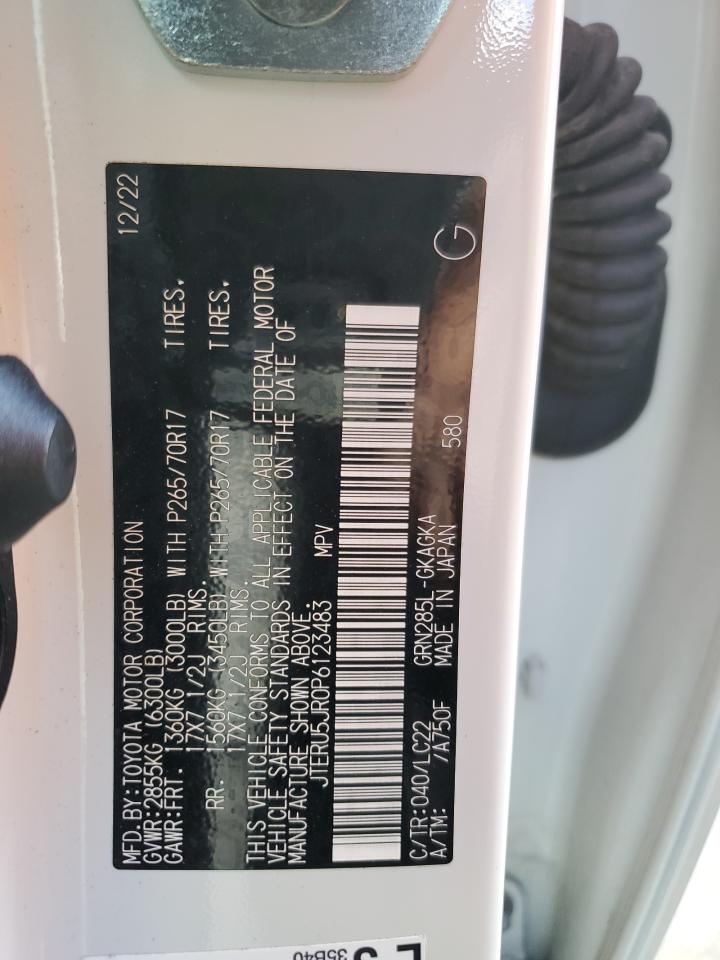 MFD. BY:TOYOTA MOTOR CORPORATION 12/22
GVWR:2855KG (6300LB)
GAWR:FRT. 1360KG (3000LB) WITH P265/70R17 TIRES.
17X7 1/2J RIMS.
RR. 1560KG (3450LB) WITH P265/70R17 TIRES.
17X7 1/2J RIMS.
THIS VEHICLE CONFORMS TO ALL APPLICABLE FEDERAL MOTOR
VEHICLE SAFETY STANDARDS IN EFFECT ON THE DATE OF
MANUFACTURE SHOWN ABOVE.
JTERU5JR0P6123483 MPV
C/TR:040/LC22 GRN285L-GKAGKA 580 G
A/TM: /A750F MADE IN JAPAN
35B40